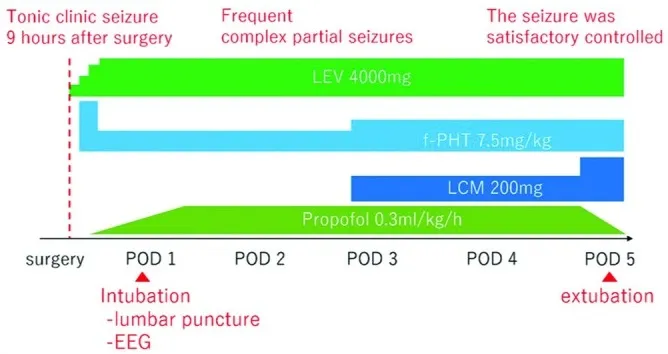 Tonic clinic seizure
9 hours after surgery
Frequent
complex partial seizures
The seizure was
satisfactory controlled
LEV 4000mg
f-PHT 7.5mg/kg
LCM 200mg
Propofol 0.3ml/kg/h
surgery
POD 1
POD 2
POD 3
POD 4
POD 5
Intubation
-lumbar puncture
-EEG
extubation